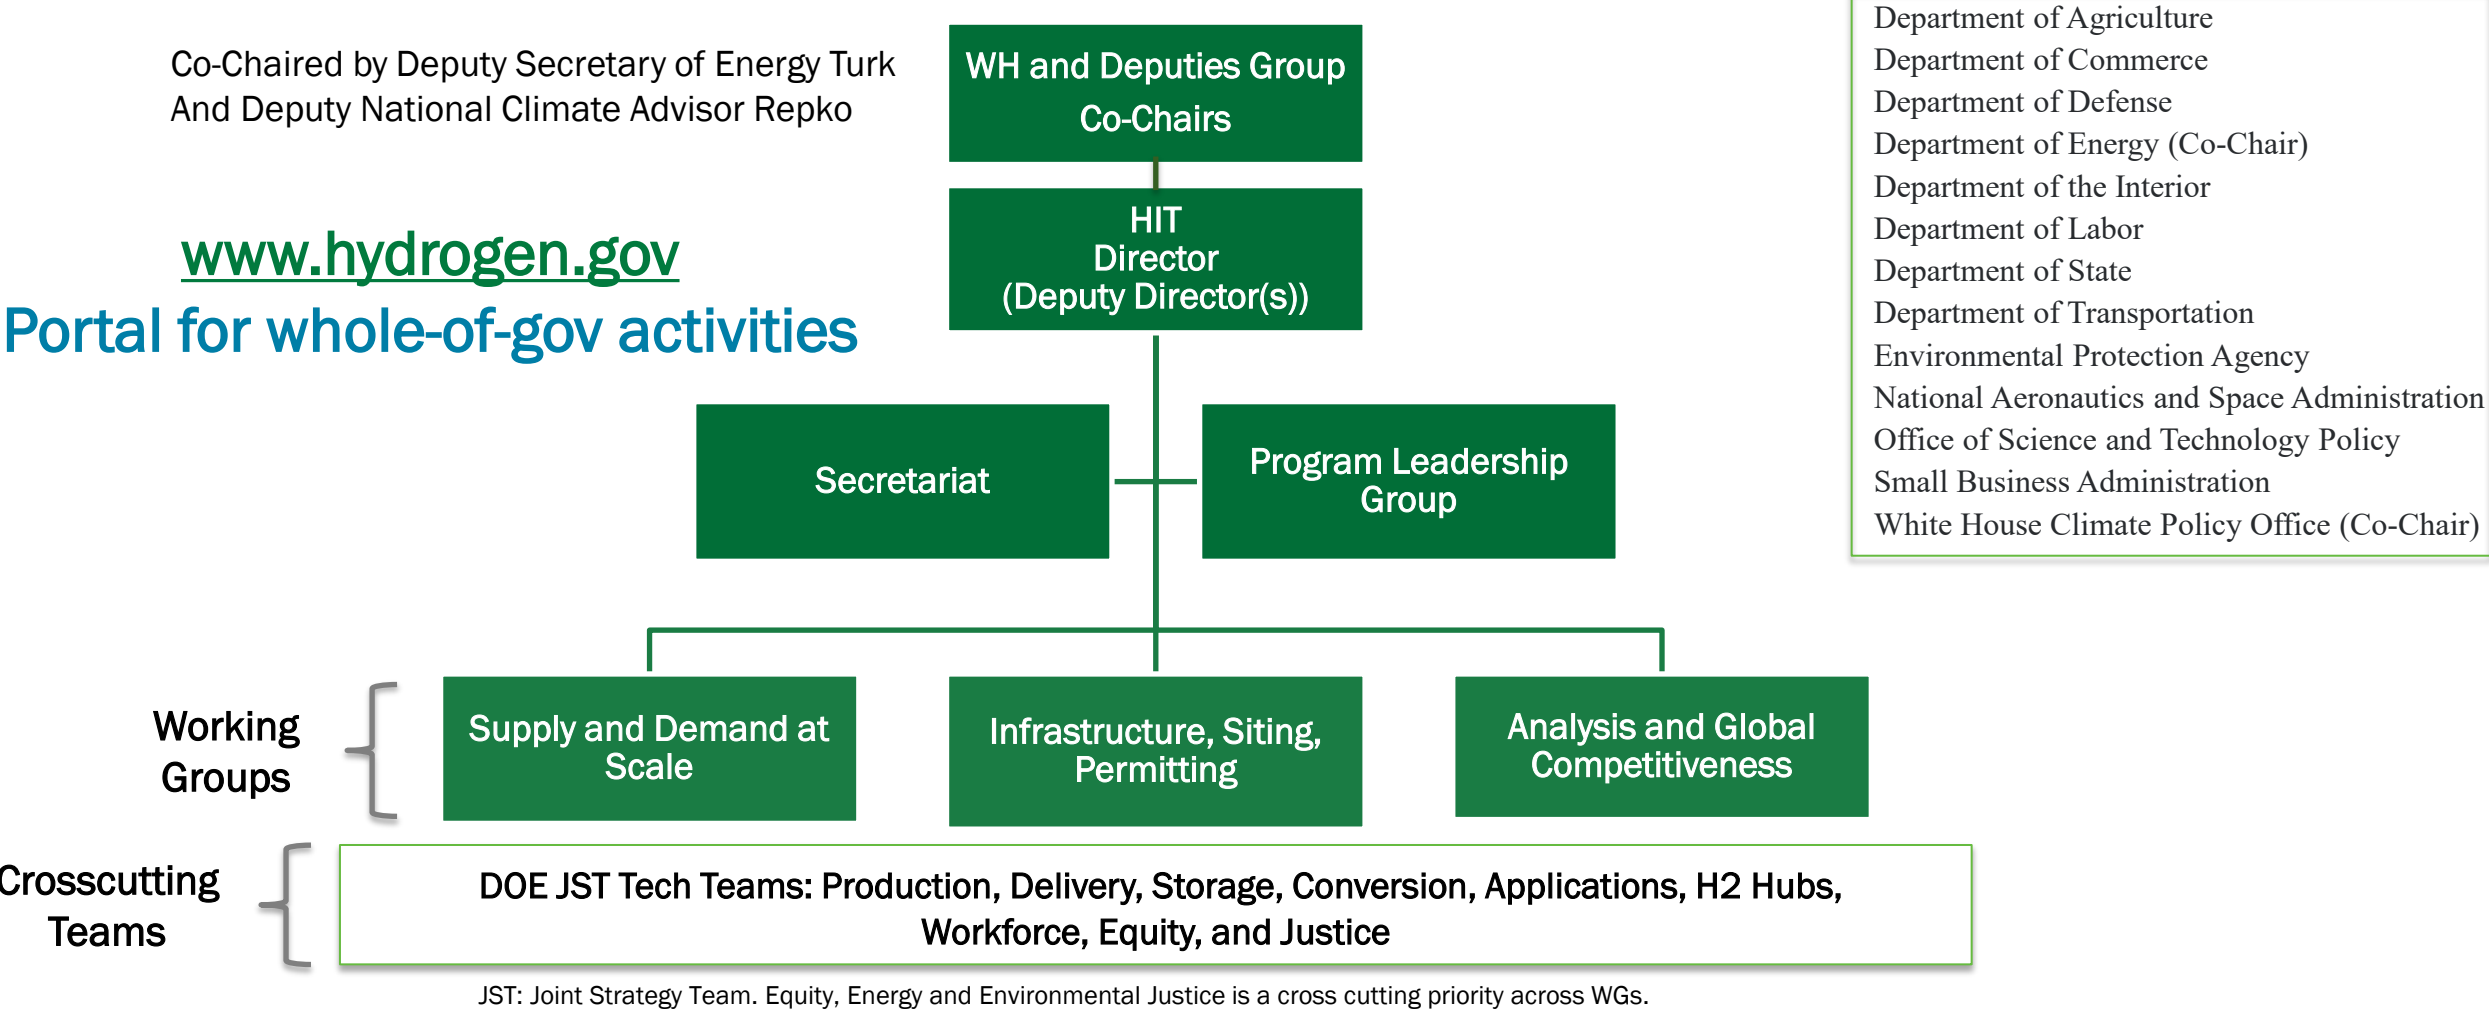 Co-Chaired by Deputy Secretary of Energy Turk
And Deputy National Climate Advisor Repko
www.hydrogen.gov
Portal for whole-of-gov activities
WH and Deputies Group
Co-Chairs
HIT
Director
(Deputy Director(s))
Secretariat
Program Leadership
Group
Department of Agriculture
Department of Commerce
Department of Defense
Department of Energy (Co-Chair)
Department of the Interior
Department of Labor
Department of State
Department of Transportation
Environmental Protection Agency
National Aeronautics and Space Administration
Office of Science and Technology Policy
Small Business Administration
White House Climate Policy Office (Co-Chair)
Working
Groups
Supply and Demand at
Scale
Infrastructure, Siting,
Permitting
Analysis and Global
Competitiveness
Crosscutting
Teams
DOE JST Tech Teams: Production, Delivery, Storage, Conversion, Applications, H2 Hubs,
Workforce, Equity, and Justice
JST: Joint Strategy Team. Equity, Energy and Environmental Justice is a cross cutting priority across WGs.